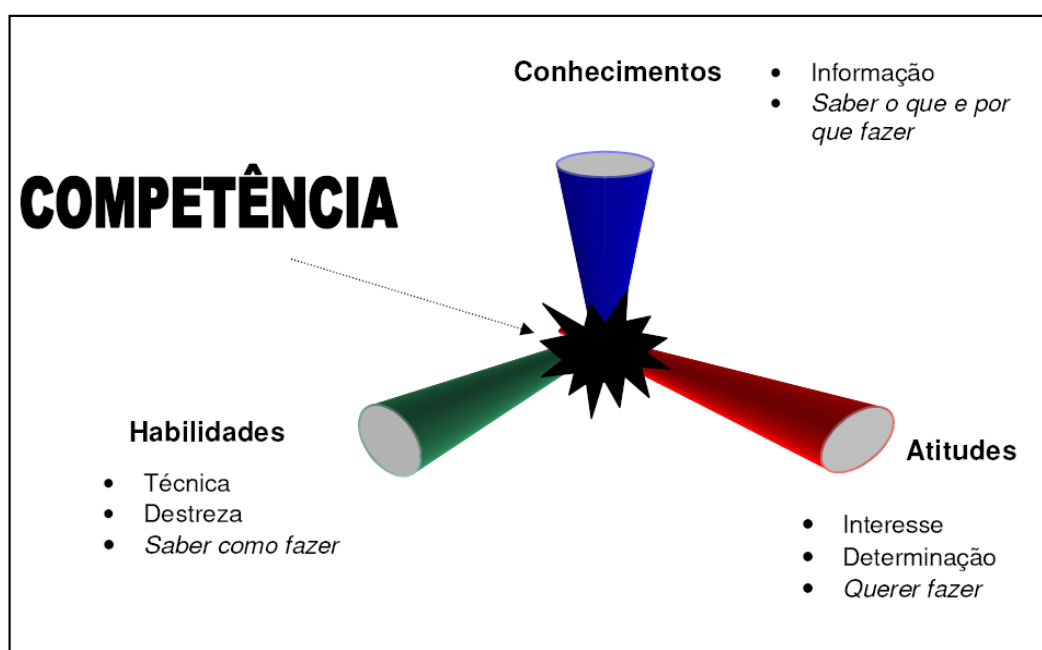 Conhecimentos
• Informação
• Saber o que e por
que fazer
COMPETÊNCIA
Habilidades
• Técnica
• Destreza
• Saber como fazer
Atitudes
• Interesse
• Determinação
• Querer fazer